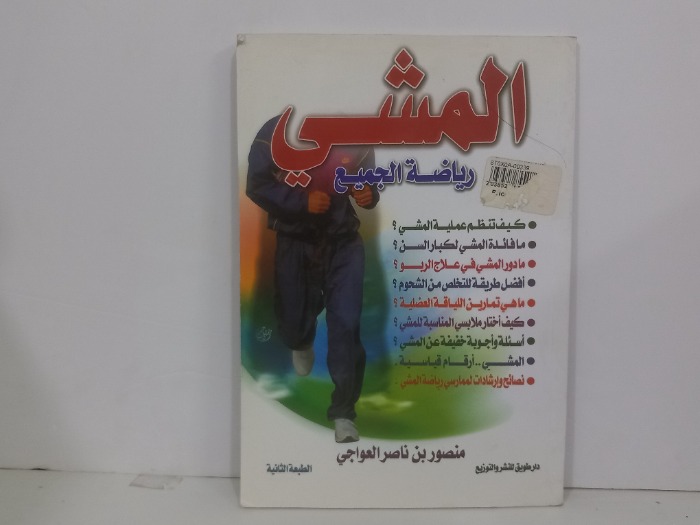 المشي
رياضة الجميع
كيف تنظم عملية المشي ؟
ما فائدة المشي لكبار السن ؟
ما دور المشي في علاج الربو ؟
أفضل طريقة للتخلص من الشحوم ؟
ما هي تمارين اللياقة العضلية ؟
كيف أختار ملابسي المناسبة للمشي ؟
أسئلة وأجوبة خفيفة عن المشي ؟
المشي .. أرقام قياسية .
نصائح وإرشادات لممارسي رياضة المشي .
منصور بن ناصر العواجي
دار طويق للنشر والتوزيع
الطبعة الثانية